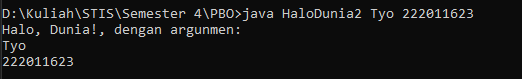 D:\Kuliah\STIS\Semester 4\PBO>java HaloDunia2 Tyo 222011623
Halo, Dunia!, dengan argunmen:
Tyo
222011623